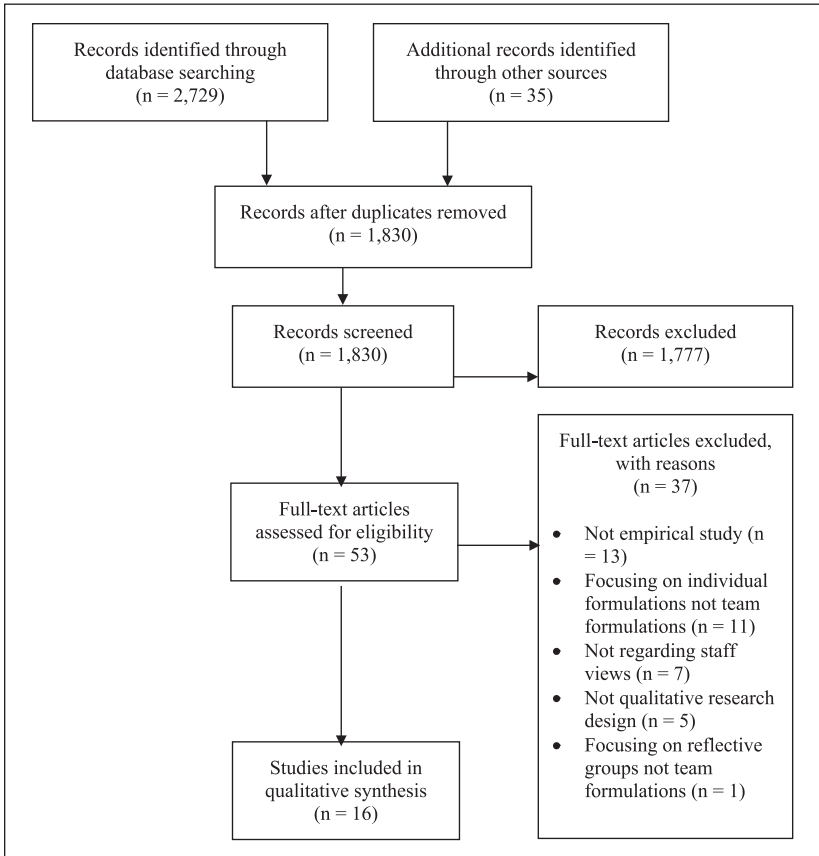 Records identified through
database searching
(n = 2,729)
Additional records identified
through other sources
(n = 35)
Records after duplicates removed
(n = 1,830)
Records screened
(n = 1,830)
Records excluded
(n = 1,777)
Full-text articles
assessed for eligibility
(n = 53)
Full-text articles excluded,
with reasons
(n = 37)
• Not empirical study (n
= 13)
• Focusing on individual
formulations not team
formulations (n = 11)
• Not regarding staff
views (n = 7)
• Not qualitative research
design (n = 5)
• Focusing on reflective
groups not team
formulations (n = 1)
Studies included in
qualitative synthesis
(n = 16)